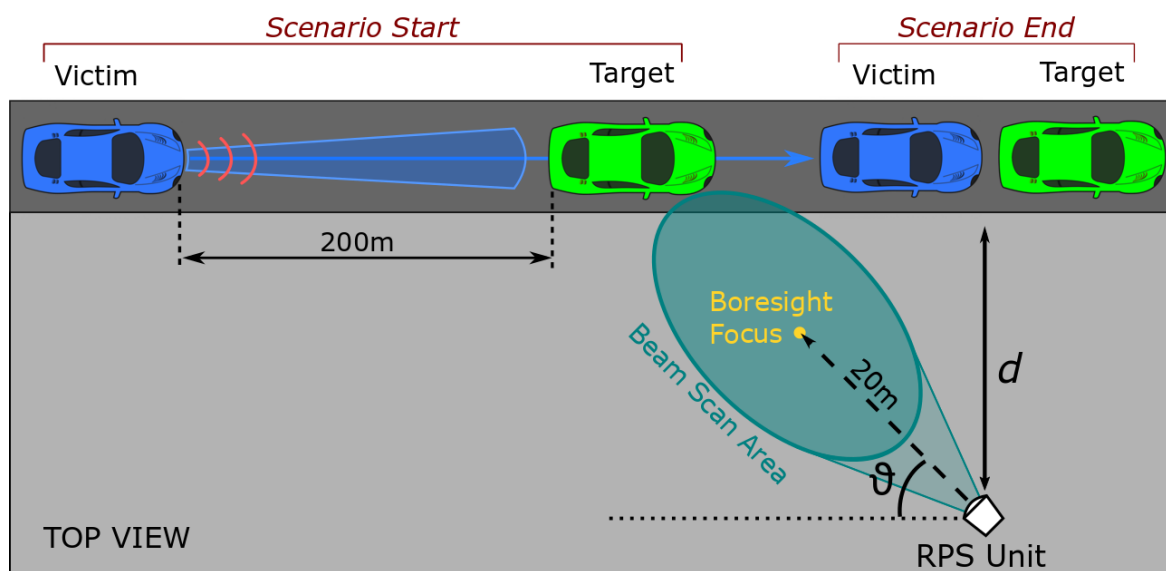 Scenario Start
Scenario End
Victim
Target
Victim
Target
200m
Boresight
Focus
20m
Beam Scan Area
d
ϑ
TOP VIEW
RPS Unit